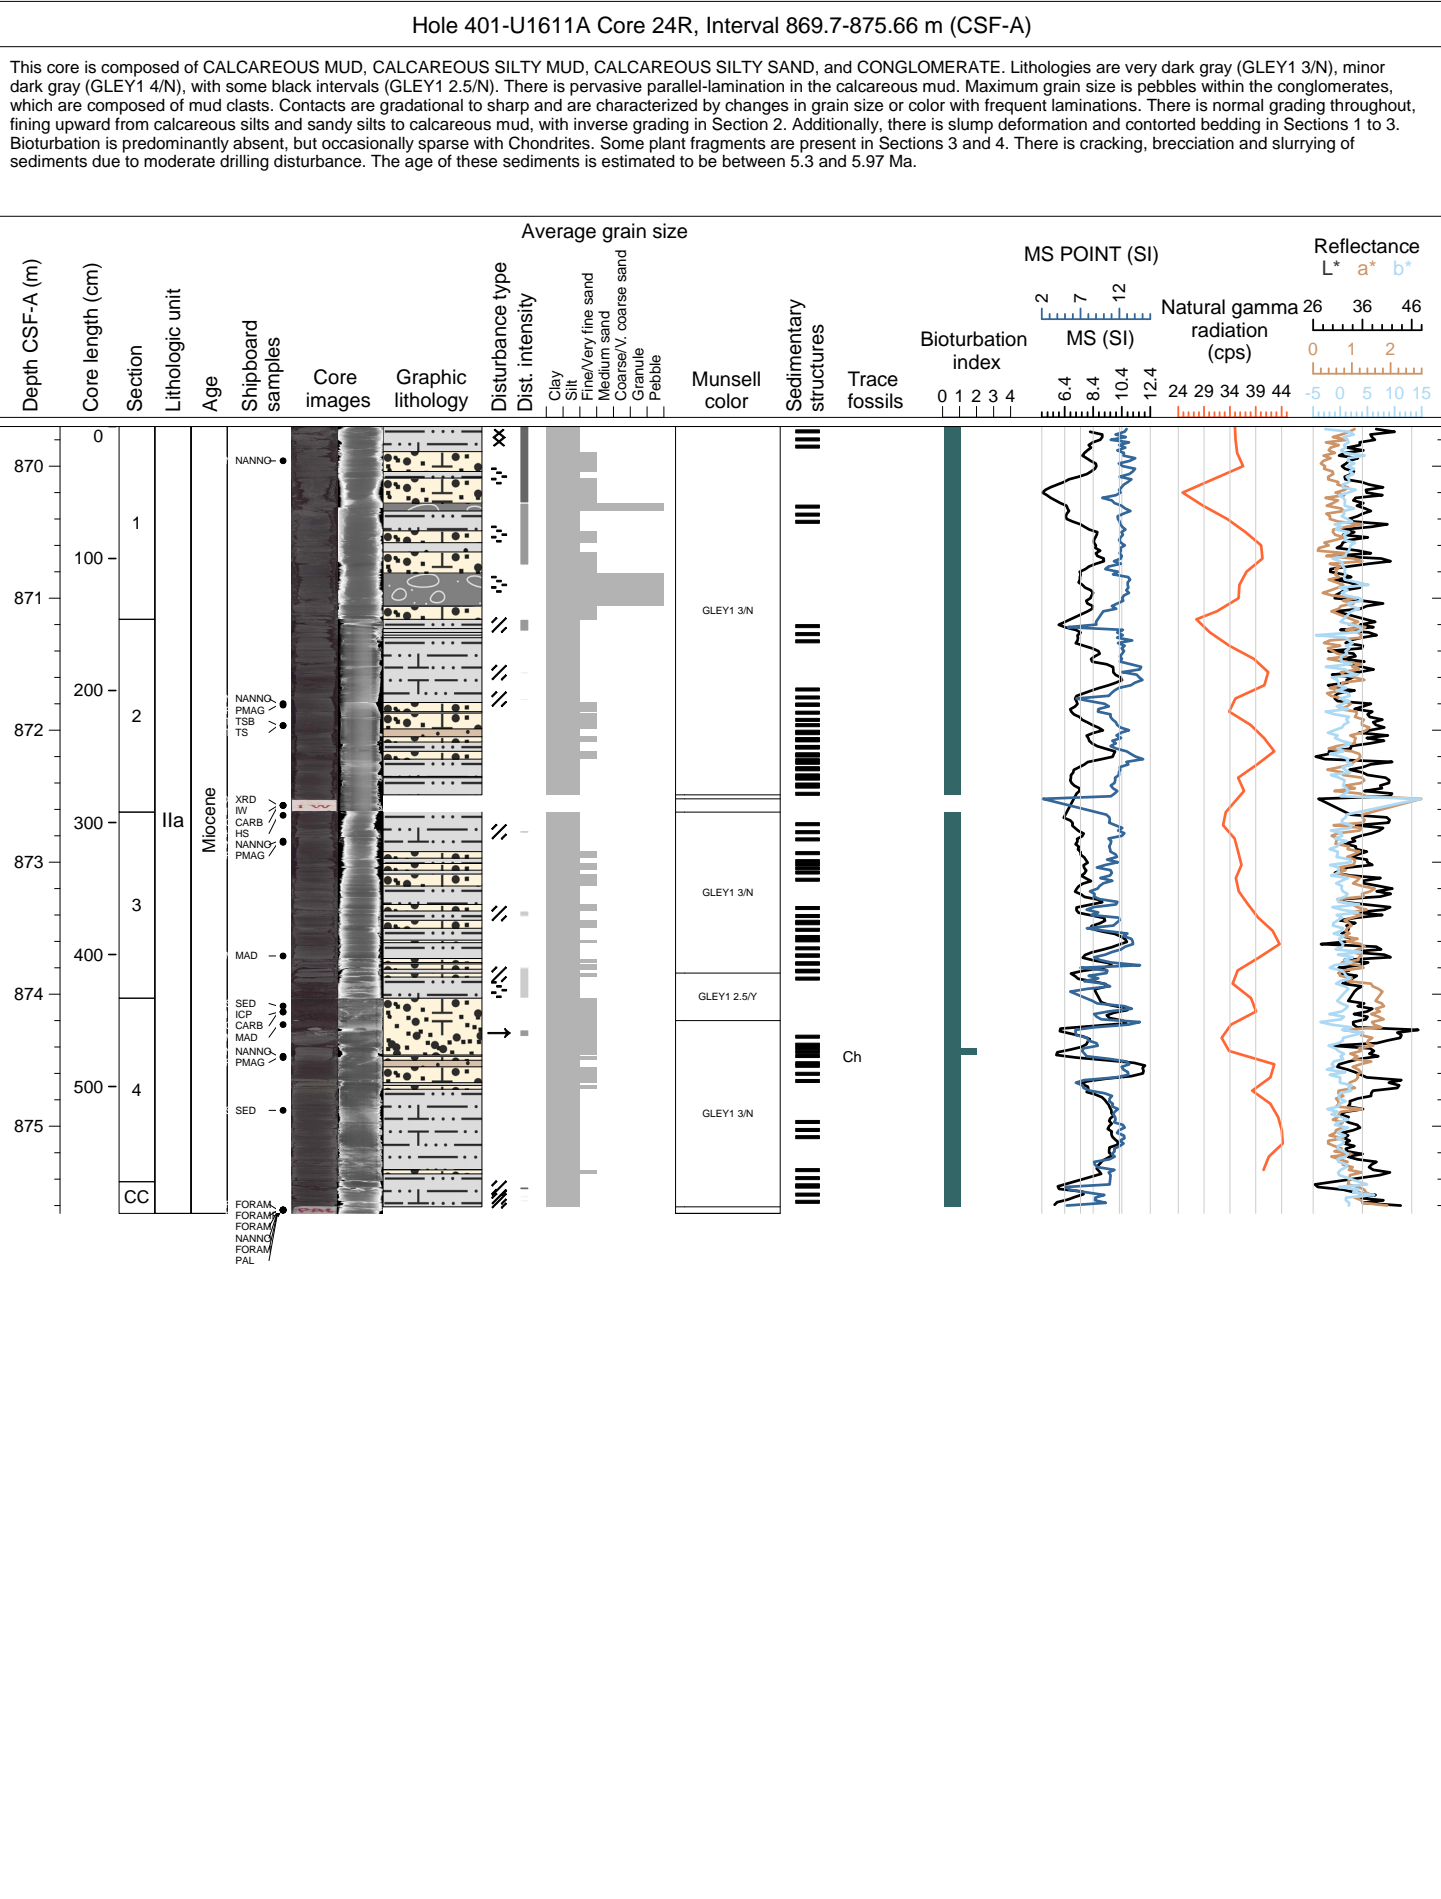 Hole 401-U1611A Core 24R, Interval 869.7-875.66 m (CSF-A)
This core is composed of CALCAREOUS MUD, CALCAREOUS SILTY MUD, CALCAREOUS SILTY SAND, and CONGLOMERATE. Lithologies are very dark gray (GLEY1 3/N), minor
dark gray (GLEY1 4/N), with some black intervals (GLEY1 2.5/N). There is pervasive parallel-lamination in the calcareous mud. Maximum grain size is pebbles within the conglomerates,
which are composed of mud clasts. Contacts are gradational to sharp and are characterized by changes in grain size or color with frequent laminations. There is normal grading throughout,
fining upward from calcareous silts and sandy silts to calcareous mud, with inverse grading in Section 2. Additionally, there is slump deformation and contorted bedding in Sections 1 to 3.
Bioturbation is predominantly absent, but occasionally sparse with Chondrites. Some plant fragments are present in Sections 3 and 4. There is cracking, brecciation and slurrying of
sediments due to moderate drilling disturbance. The age of these sediments is estimated to be between 5.3 and 5.97 Ma.
Depth CSF-A (m)
Core length (cm)
Section
Lithologic unit
Age
Shipboard
samples
Core
images
Graphic
lithology
Disturbance type
Dist. intensity
Average grain size
Clay
Silt
Fine/Very fine sand
Medium sand
Coarse/V. coarse sand
Granule
Pebble
Munsell
color
Sedimentary
structures
Trace
fossils
Bioturbation
index
0 1 2 3 4
MS POINT (SI)
2 7 12
MS (SI)
6.4 8.4 10.4 12.4
Natural gamma
radiation
(cps)
24 29 34 39 44
Reflectance
L* a* b*
26 36 46
0 1 2
-5 0 5 10 15
870
871
872
873
874
875
0
100
200
300
400
500
1
2
3
4
CC
IIa
Miocene
NANNO
NANNO
PMAG
TSB
TS
XRD
IW
CARB
HS
NANNO
PMAG
MAD
SED
ICP
CARB
MAD
NANNO
PMAG
SED
FORAM
FORAM
FORAM
NANNO
FORAM
PAL
IW
PAL
GLEY1 3/N
GLEY1 3/N
GLEY1 2.5/Y
GLEY1 3/N
Ch